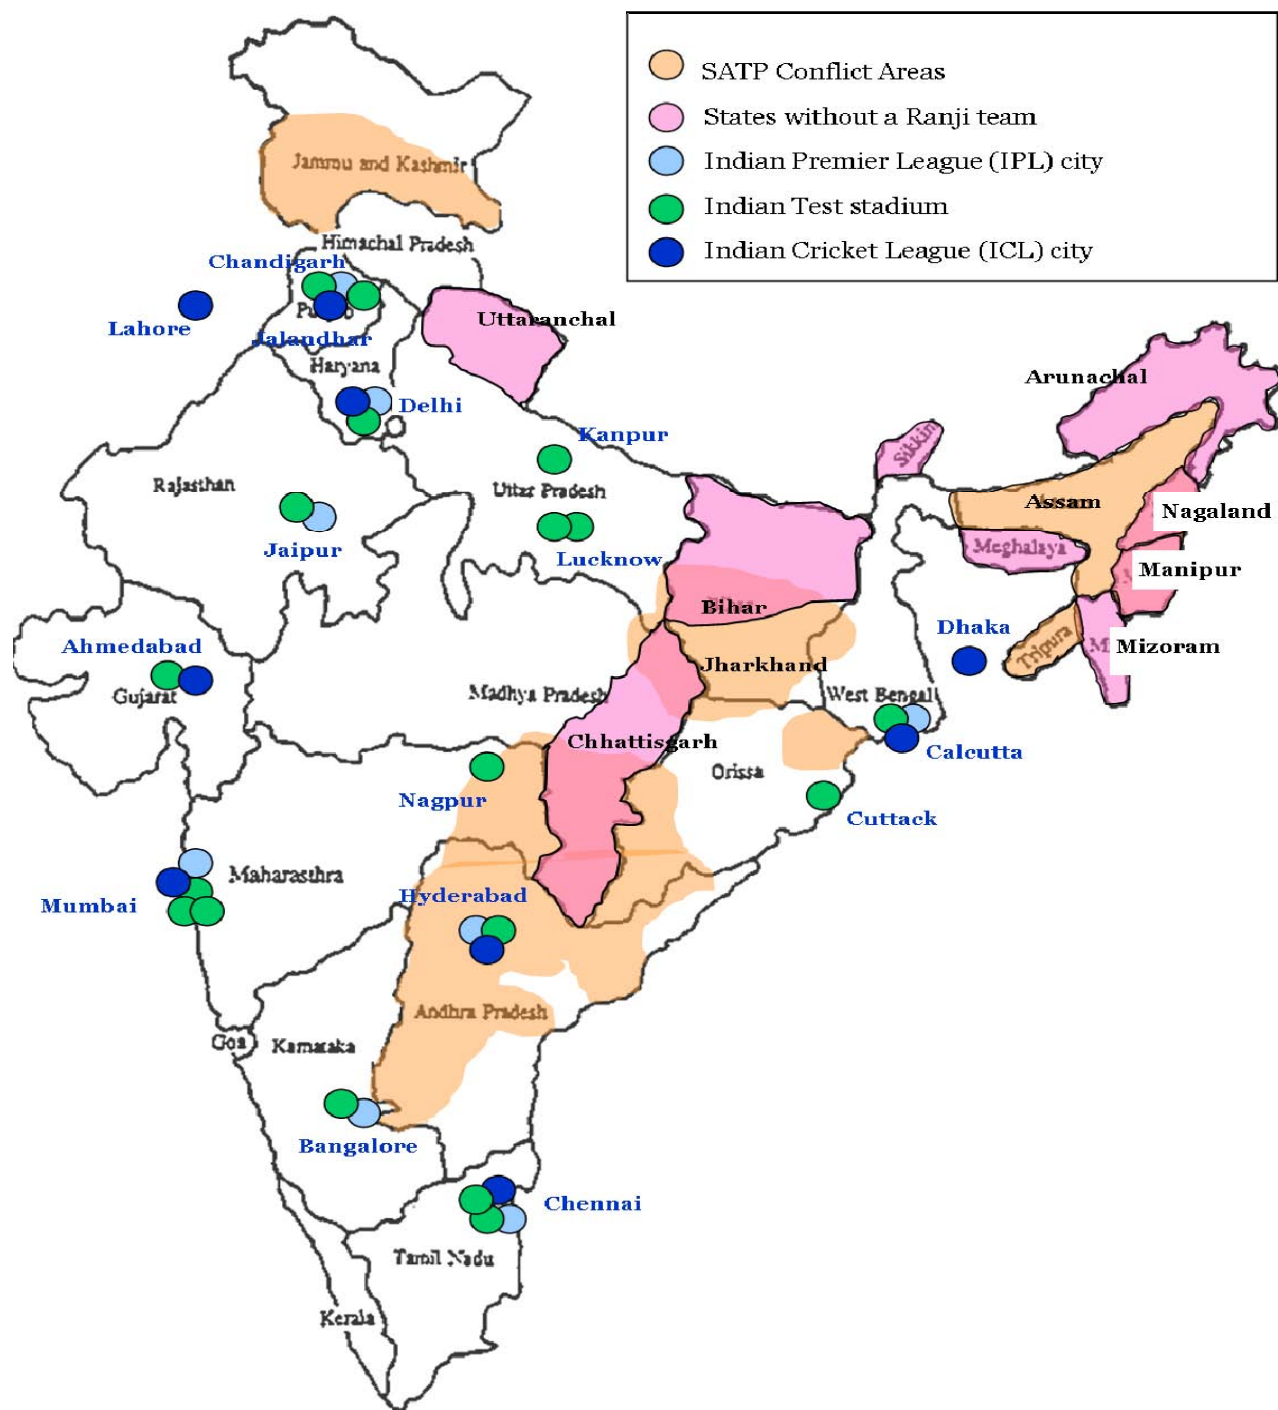 SATP Conflict Areas
States without a Ranji team
Indian Premier League (IPL) city
Indian Test stadium
Indian Cricket League (ICL) city
Jammu and Kashmir
Himachal Pradesh
Chandigarh
Lahore
Jalandhar
Uttaranchal
Haryana
Arunachal
Delhi
Kanpur
Sikkim
Rajasthan
Uttar Pradesh
Assam
Nagaland
Jaipur
Lucknow
Meghalaya
Manipur
Bihar
Dhaka
Ahmedabad
Tripura
Mizoram
Jharkhand
Gujarat
Madhya Pradesh
West Bengal
Chhattisgarh
Calcutta
Orissa
Nagpur
Cuttack
Maharasthra
Hyderabad
Mumbai
Andhra Pradesh
Goa
Karnataka
Bangalore
Chennai
Tamil Nadu
Kerala